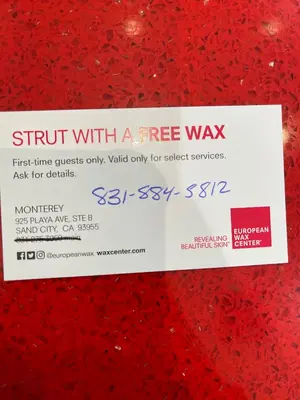 STRUT WITH A FREE WAX
First-time guests only. Valid only for select services.
Ask for details.
831-884-5812
MONTEREY
925 PLAYA AVE, STE B
SAND CITY, CA 93955
@europeanwax waxcenter.com
REVEALING
BEAUTIFUL SKIN™
EUROPEAN
WAX
CENTER®